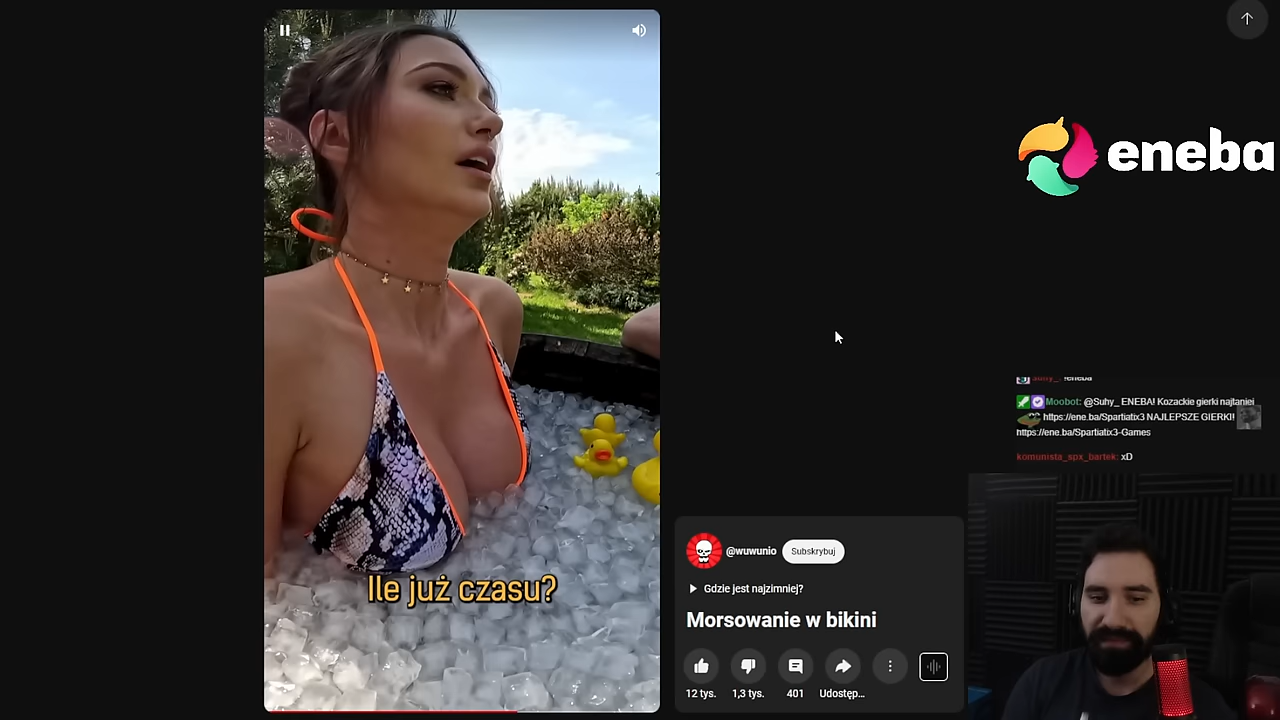 eneba
Ile już czasu?
!eneba
Moobot: @Suhy_ ENEBA! Kozackie gierki najtaniej
https://ene.ba/Spartiatix3 NAJLEPSZE GIERKI!
https://ene.ba/Spartiatix3-Games
komunista_spx_bartek: xD
@wuwunio Subskrybuj
Gdzie jest najzimniej?
Morsowanie w bikini
12 tys. 1,3 tys. 401 Udostęp...